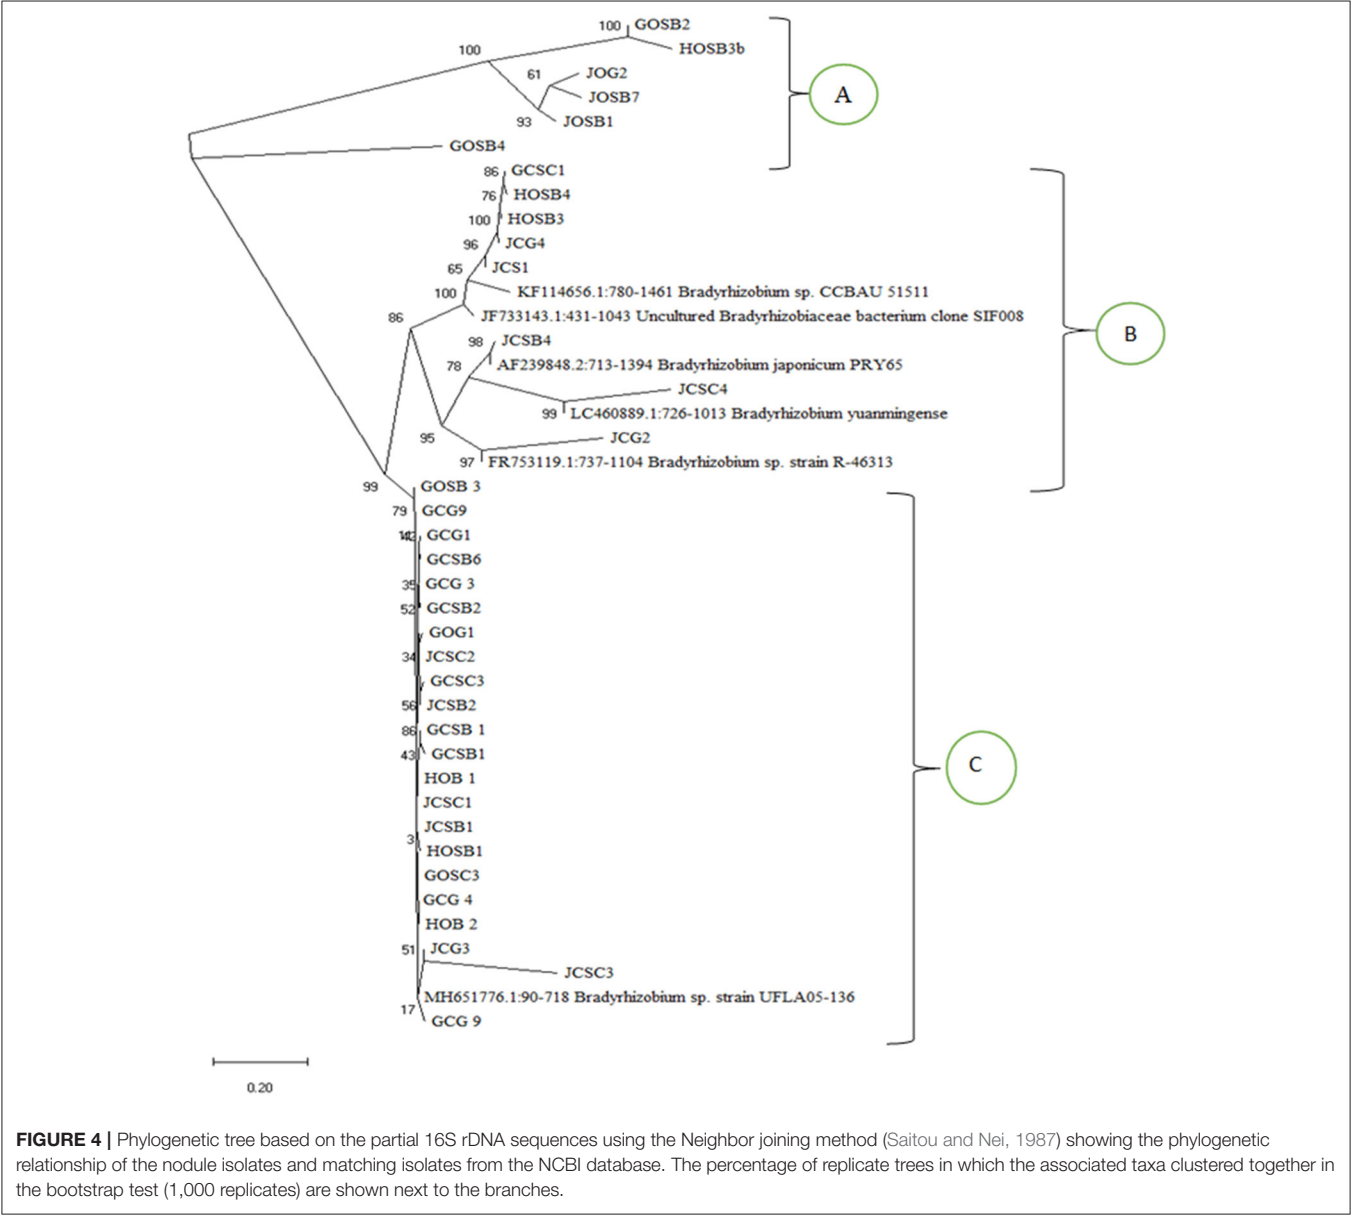 100 GOSB2
HOSB3b
100
61 JOG2
JOSB7
93 JOSB1
A
GOSB4
86 GCSC1
76 HOSB4
100 HOSB3
96 JCG4
65 JCS1
100 KF114656.1:780-1461 Bradyrhizobium sp. CCBAU 51511
JF733143.1:431-1043 Uncultured Bradyrhizobiaceae bacterium clone SIF008
86
B
98 JCSB4
78 AF239848.2:713-1394 Bradyrhizobium japonicum PRY65
JCSC4
99 LC460889.1:726-1013 Bradyrhizobium yuanmingense
95 JCG2
97 FR753119.1:737-1104 Bradyrhizobium sp. strain R-46313
99 GOSB 3
79 GCG9
GCG1
GCSB6
35 GCG 3
52 GCSB2
GOG1
34 JCSC2
GCSC3
56 JCSB2
86 GCSB 1
43 GCSB1
C
HOB 1
JCSC1
JCSB1
3
HOSB1
GOSC3
GCG 4
HOB 2
51 JCG3
JCSC3
MH651776.1:90-718 Bradyrhizobium sp. strain UFLA05-136
17
GCG 9
0.20
FIGURE 4 | Phylogenetic tree based on the partial 16S rDNA sequences using the Neighbor joining method (Saitou and Nei, 1987) showing the phylogenetic
relationship of the nodule isolates and matching isolates from the NCBI database. The percentage of replicate trees in which the associated taxa clustered together in
the bootstrap test (1,000 replicates) are shown next to the branches.